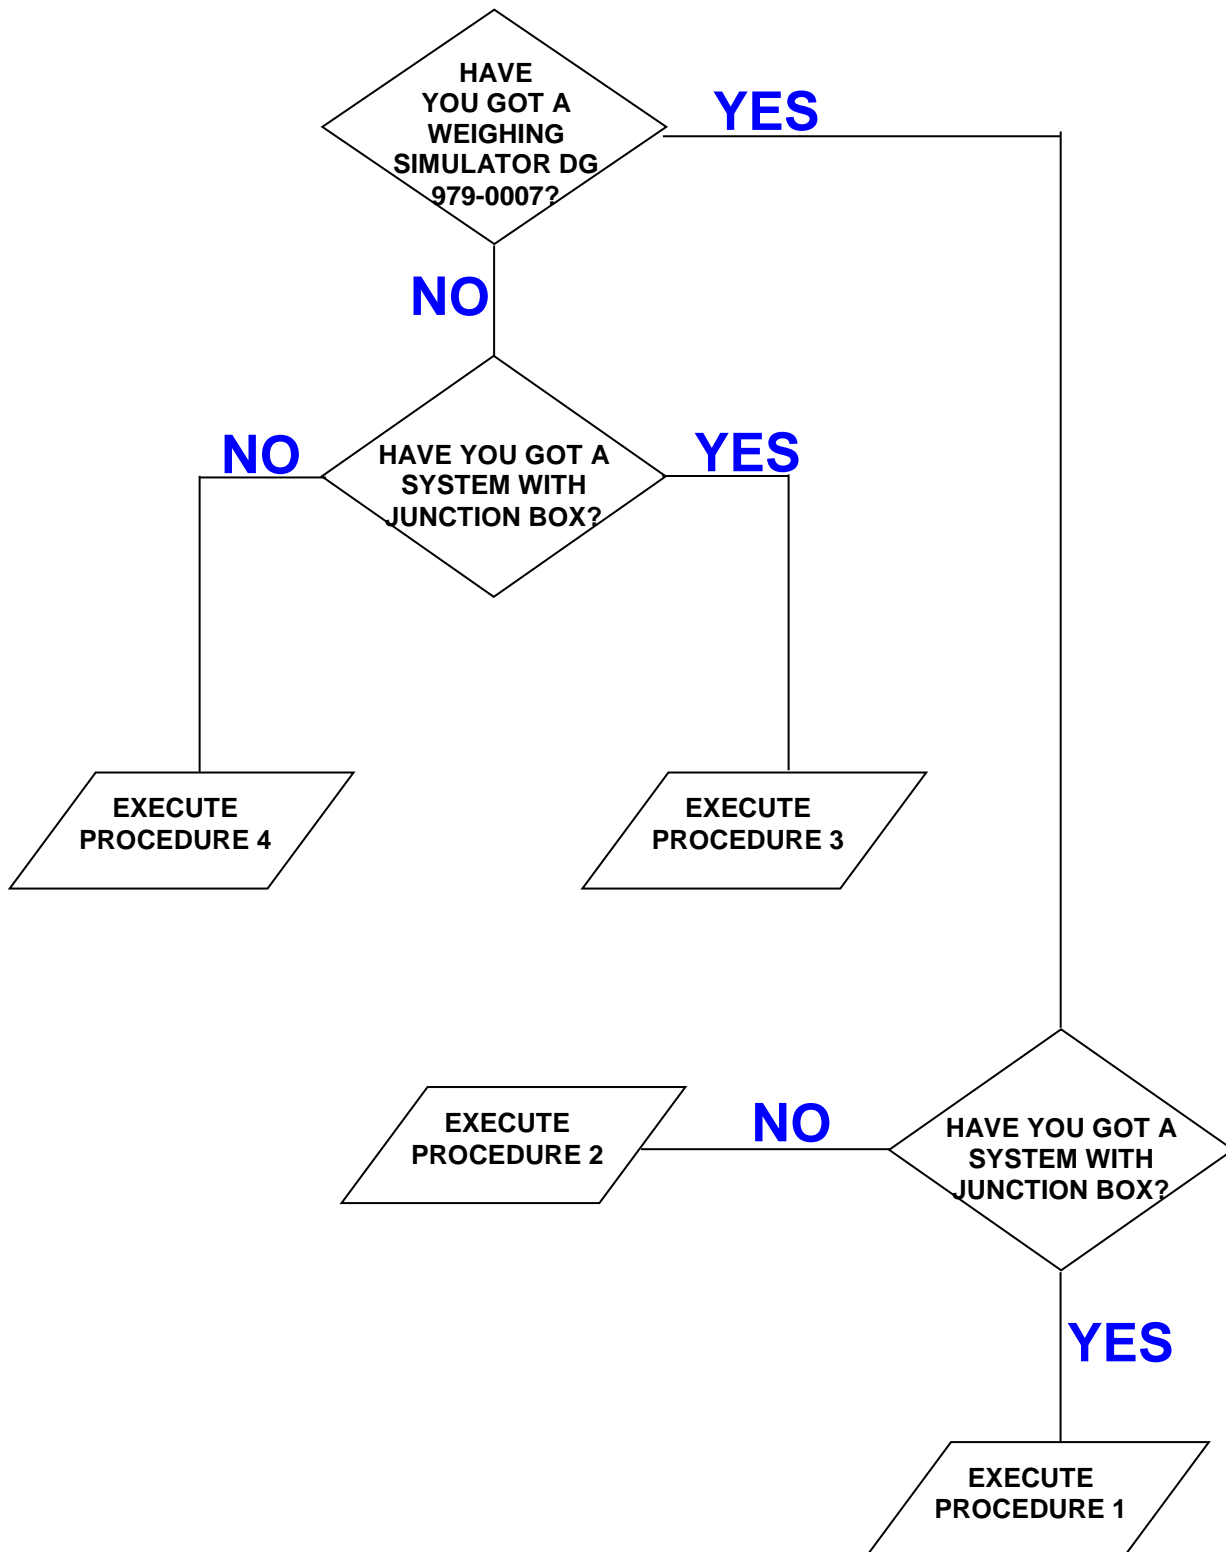 HAVE
YOU GOT A
WEIGHING
SIMULATOR DG
979-0007?
YES
NO
NO
HAVE YOU GOT A
SYSTEM WITH
JUNCTION BOX?
YES
EXECUTE
PROCEDURE 4
EXECUTE
PROCEDURE 3
EXECUTE
PROCEDURE 2
NO
HAVE YOU GOT A
SYSTEM WITH
JUNCTION BOX?
YES
EXECUTE
PROCEDURE 1